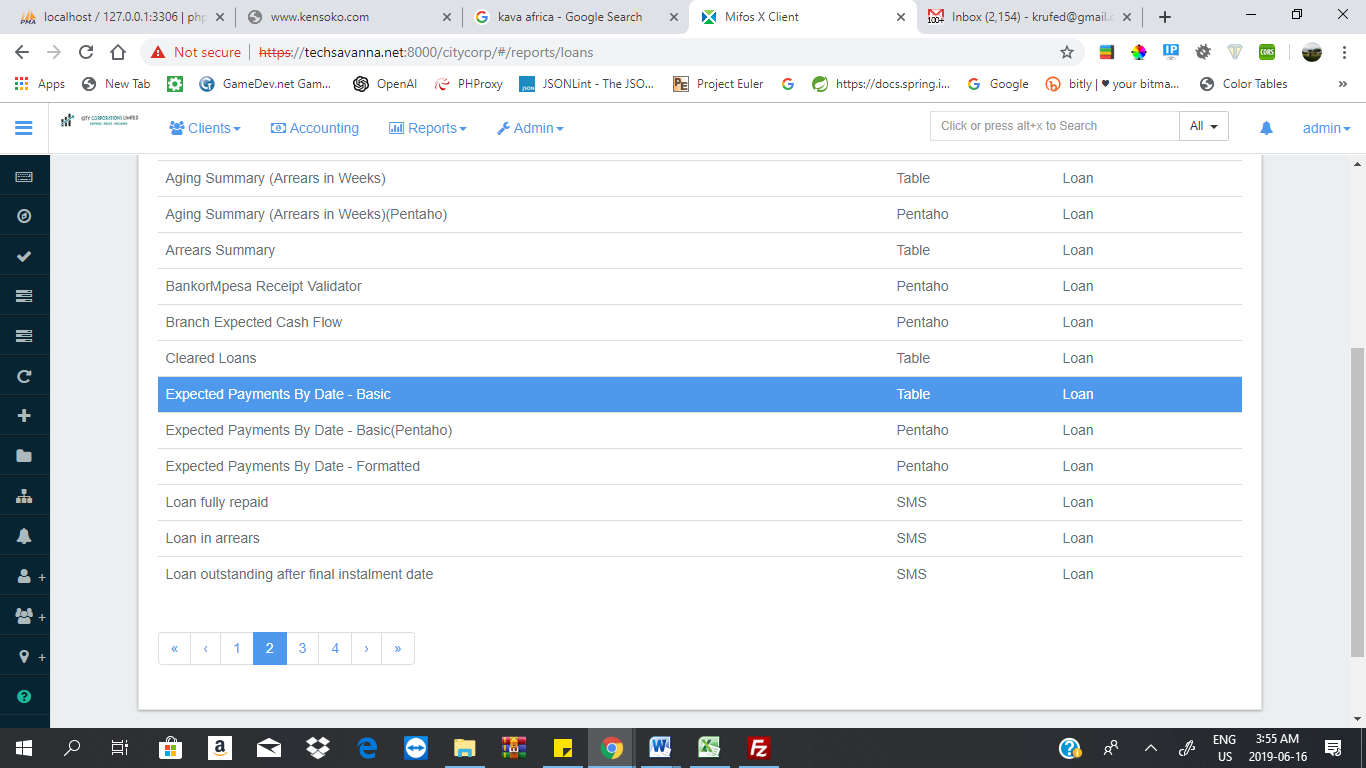 localhost / 127.0.0.1:3306 | php
www.kensoko.com
kava africa - Google Search
Mifos X Client
100+ Inbox (2,154) - krufed@gmail.c
Not secure | https://techsavanna.net:8000/citycorp/#/reports/loans
IP CORS
Apps New Tab GameDev.net Gam... OpenAI PHPProxy JSONLint - The JSO... Project Euler https://docs.spring.i... Google bitly | ♥ your bitma... Color Tables »
CITY CORPORATIONS LIMITED
Clients Accounting Reports Admin Click or press alt+x to Search All admin
Aging Summary (Arrears in Weeks) Table Loan
Aging Summary (Arrears in Weeks)(Pentaho) Pentaho Loan
Arrears Summary Table Loan
BankorMpesa Receipt Validator Pentaho Loan
Branch Expected Cash Flow Pentaho Loan
Cleared Loans Table Loan
Expected Payments By Date - Basic Table Loan
Expected Payments By Date - Basic(Pentaho) Pentaho Loan
Expected Payments By Date - Formatted Pentaho Loan
Loan fully repaid SMS Loan
Loan in arrears SMS Loan
Loan outstanding after final instalment date SMS Loan
« ‹ 1 2 3 4 › »
ENG 3:55 AM
US 2019-06-16